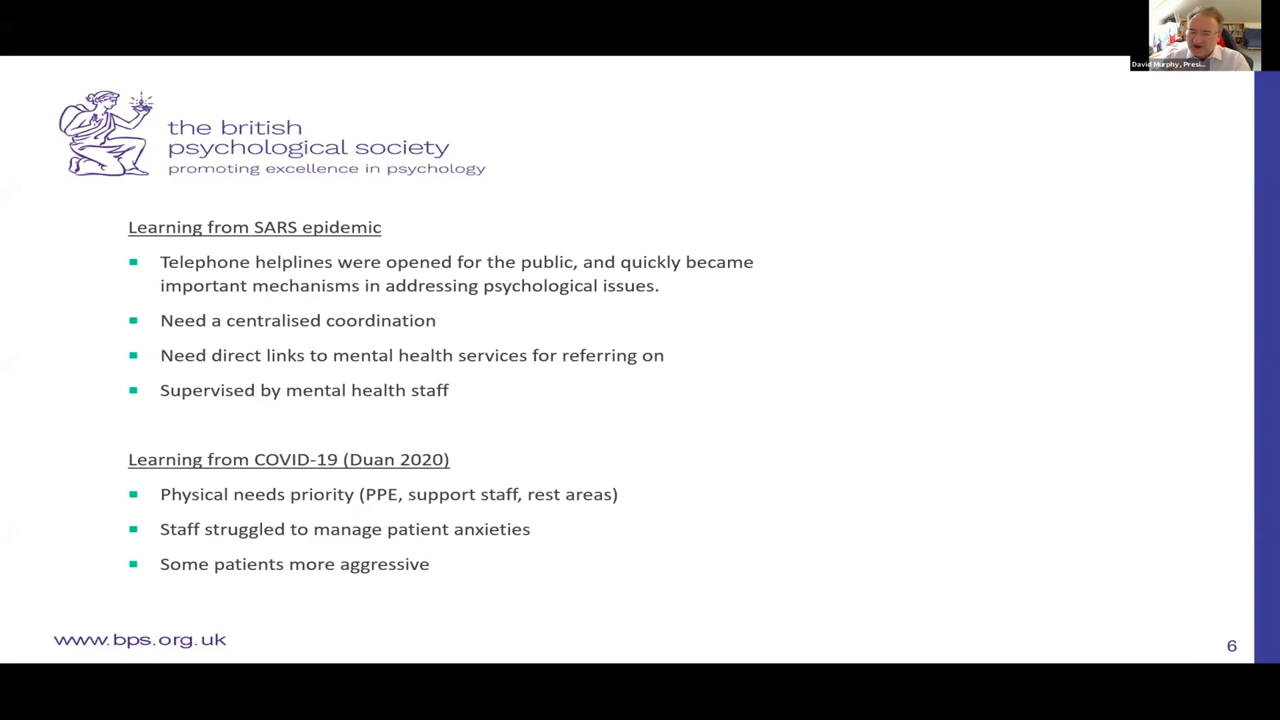 David Murphy, Presi...
the british
psychological society
promoting excellence in psychology
Learning from SARS epidemic
Telephone helplines were opened for the public, and quickly became
important mechanisms in addressing psychological issues.
Need a centralised coordination
Need direct links to mental health services for referring on
Supervised by mental health staff
Learning from COVID-19 (Duan 2020)
Physical needs priority (PPE, support staff, rest areas)
Staff struggled to manage patient anxieties
Some patients more aggressive
www.bps.org.uk
6